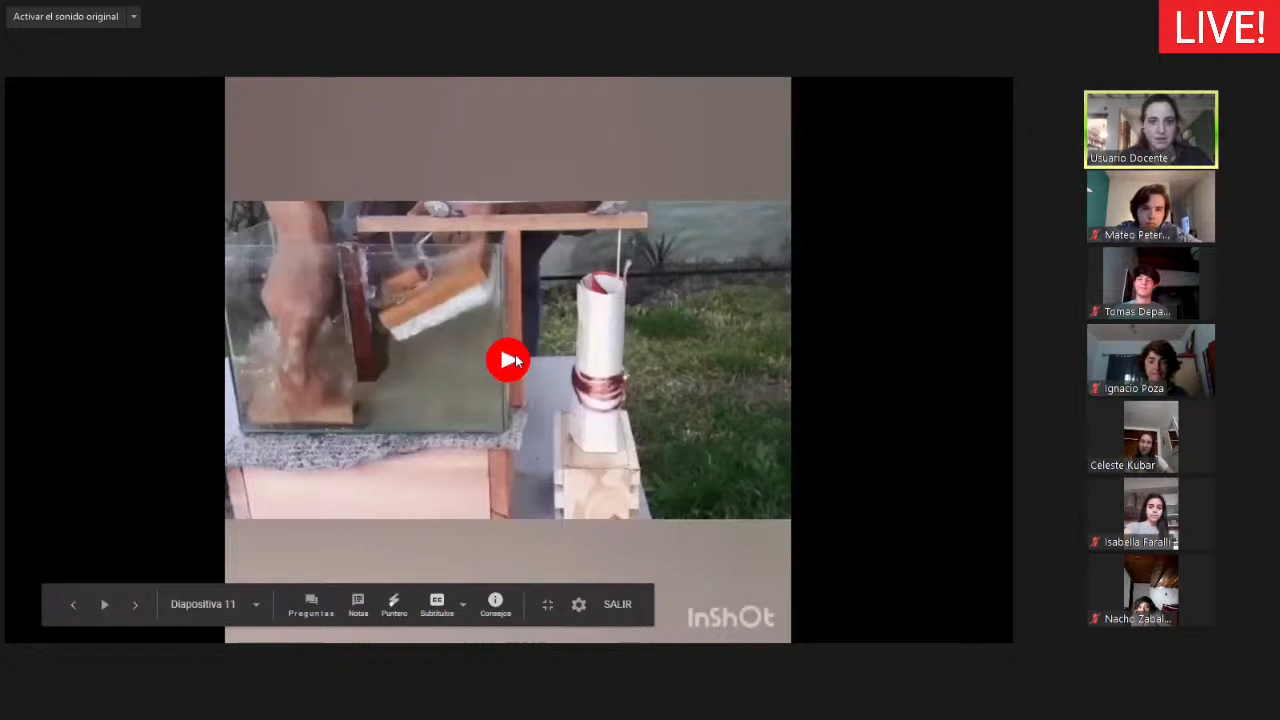 Activar el sonido original
LIVE!
Usuario Docente
Mateo Peter...
Tomas Depa...
Ignacio Poza
Celeste Kubar
Isabella Faralli
Nacho Zabal...
Diapositiva 11
Preguntas
Notas
Puntero
CC
Subtítulos
Consejos
SALIR
InShOt